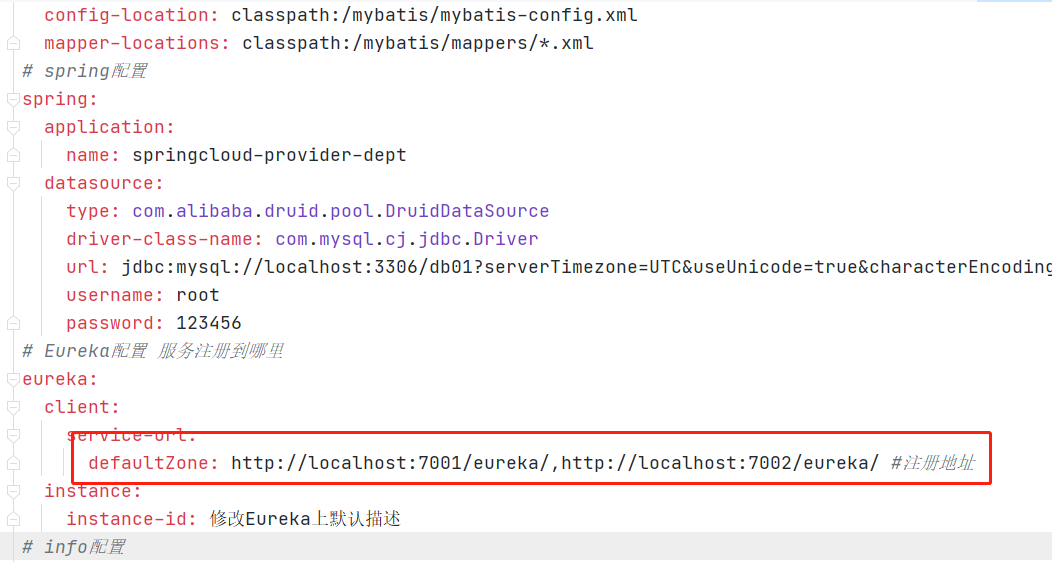 config-location: classpath:/mybatis/mybatis-config.xml
mapper-locations: classpath:/mybatis/mappers/*.xml
# spring配置
spring:
application:
name: springcloud-provider-dept
datasource:
type: com.alibaba.druid.pool.DruidDataSource
driver-class-name: com.mysql.cj.jdbc.Driver
url: jdbc:mysql://localhost:3306/db01?serverTimezone=UTC&useUnicode=true&characterEncoding
username: root
password: 123456
# Eureka配置 服务注册到哪里
eureka:
client:
service-url:
defaultZone: http://localhost:7001/eureka/,http://localhost:7002/eureka/ #注册地址
instance:
instance-id: 修改Eureka上默认描述
# info配置